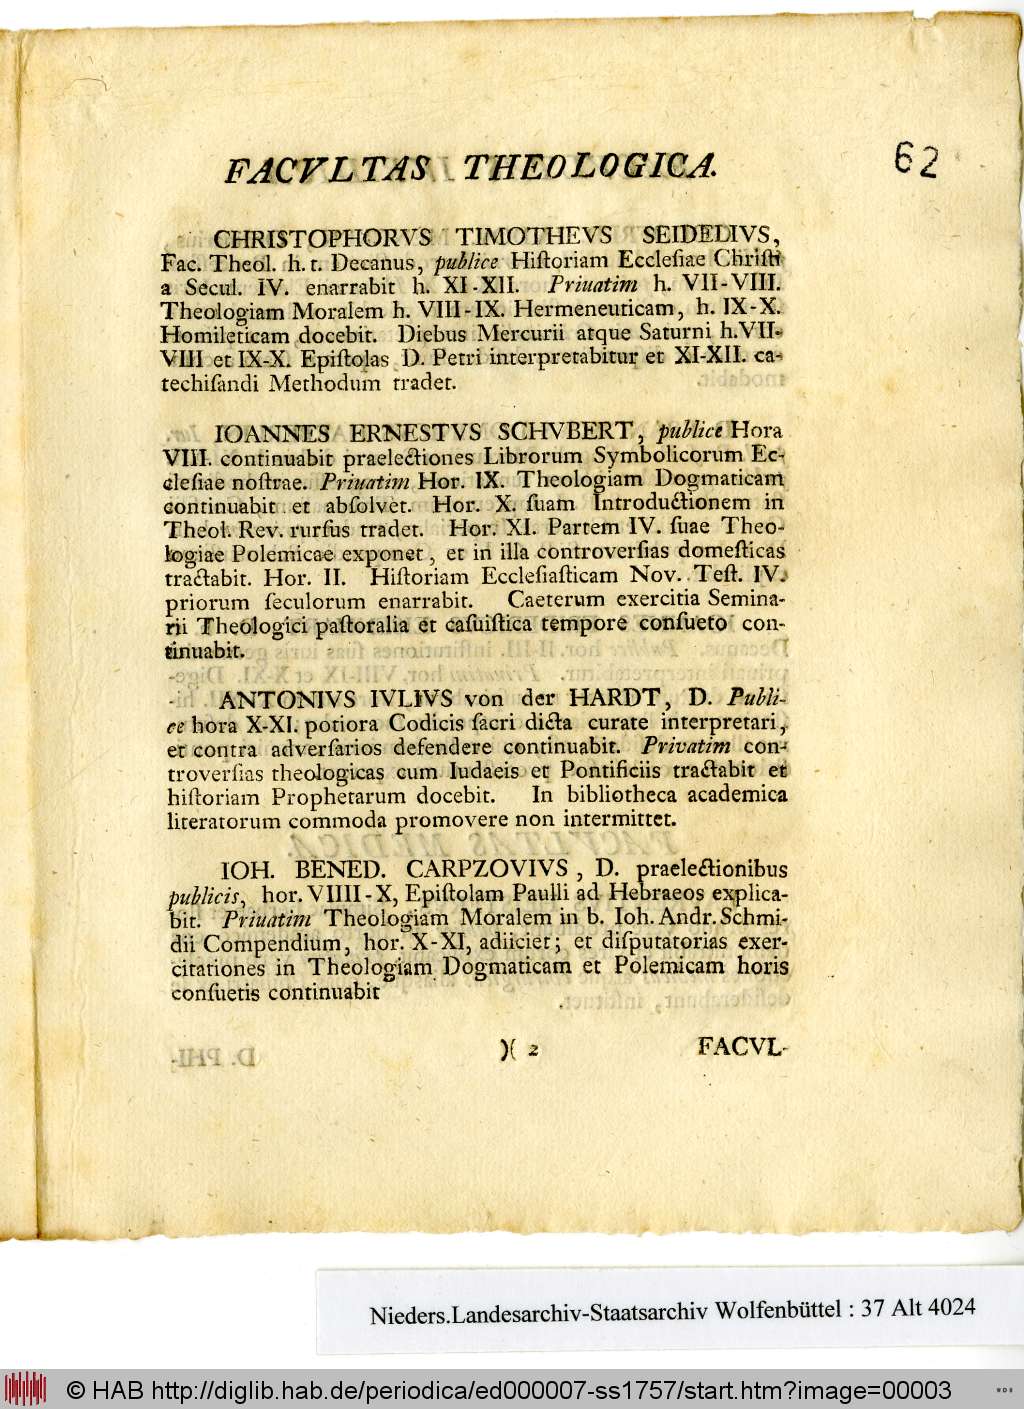 FACVLTAS THEOLOGICA.
62
CHRISTOPHORVS TIMOTHEVS SEIDELIVS,
Fac. Theol. h. t. Decanus, publice Hiſtoriam Eccleſiae Chriſti
a Secul. IV. enarrabit h. XI-XII. Priuatim h. VII-VIII.
Theologiam Moralem h. VIII-IX. Hermeneuticam, h. IX-X.
Homileticam docebit. Diebus Mercurii atque Saturni h. VII-
VIII et IX-X. Epiſtolas D. Petri interpretabitur et XI-XII. ca-
techiſandi Methodum tradet.
IOANNES ERNESTVS SCHVBERT, publice Hora
VIII. continuabit praelectiones Librorum Symbolicorum Ec-
cleſiae noſtrae. Priuatim Hor. IX. Theologiam Dogmaticam
continuabit et abſolvet. Hor. X. ſuam Introductionem in
Theol. Rev. rurſus tradet. Hor. XI. Partem IV. ſuae Theo-
logiae Polemicae exponet, et in illa controverſias domeſticas
tractabit. Hor. II. Hiſtoriam Eccleſiaſticam Nov. Teſt. IV.
priorum ſeculorum enarrabit. Caeterum exercitia Semina-
rii Theologici paſtoralia et caſuiſtica tempore conſueto con-
tinuabit.
ANTONIVS IVLIVS von der HARDT, D. Publi-
ce hora X-XI. potiora Codicis ſacri dicta curate interpretari,
et contra adverſarios defendere continuabit. Privatim con-
troverſias theologicas cum Iudaeis et Pontificiis tractabit et
hiſtoriam Prophetarum docebit. In bibliotheca academica
literatorum commoda promovere non intermittet.
IOH. BENED. CARPZOVIVS, D. praelectionibus
publicis, hor. VIIII-X, Epiſtolam Paulli ad Hebraeos explica-
bit. Priuatim Theologiam Moralem in b. Ioh. Andr. Schmi-
dii Compendium, hor. X-XI, adiiciet; et diſputatorias exer-
citationes in Theologiam Dogmaticam et Polemicam horis
conſuetis continuabit
)( 2
FACVL-
Nieders.Landesarchiv-Staatsarchiv Wolfenbüttel : 37 Alt 4024
© HAB http://diglib.hab.de/periodica/ed000007-ss1757/start.htm?image=00003